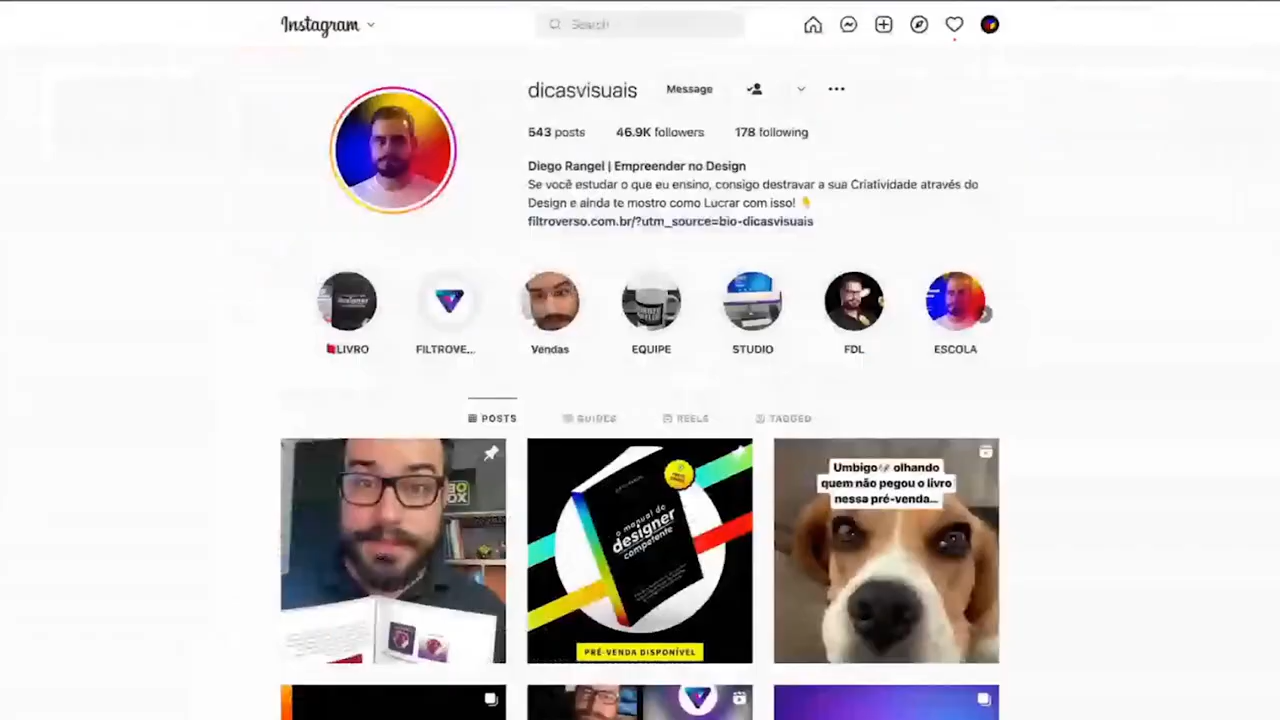 Instagram
Search
dicasvisuais
Message
543 posts
46.9K followers
178 following
Diego Rangel | Empreender no Design
Se você estudar o que eu ensino, consigo destravar a sua Criatividade através do
Design e ainda te mostro como Lucrar com isso! 👇
filtroverso.com.br/?utm_source=bio-dicasvisuais
LIVRO
FILTROVE...
Vendas
EQUIPE
STUDIO
FDL
ESCOLA
POSTS
GUIDES
REELS
TAGGED
o manual do
designer
competente
PRÉ-VENDA DISPONÍVEL
Umbigo olhando
quem não pegou o livro
nessa pré-venda...